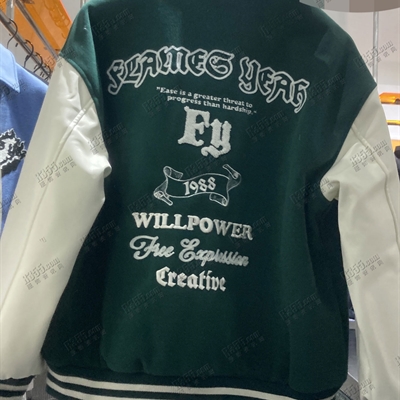 FLAMES YEAH
"Ease is a greater threat to
progress than hardship."
Fy
1988
WILLPOWER
Free Expression
Creative